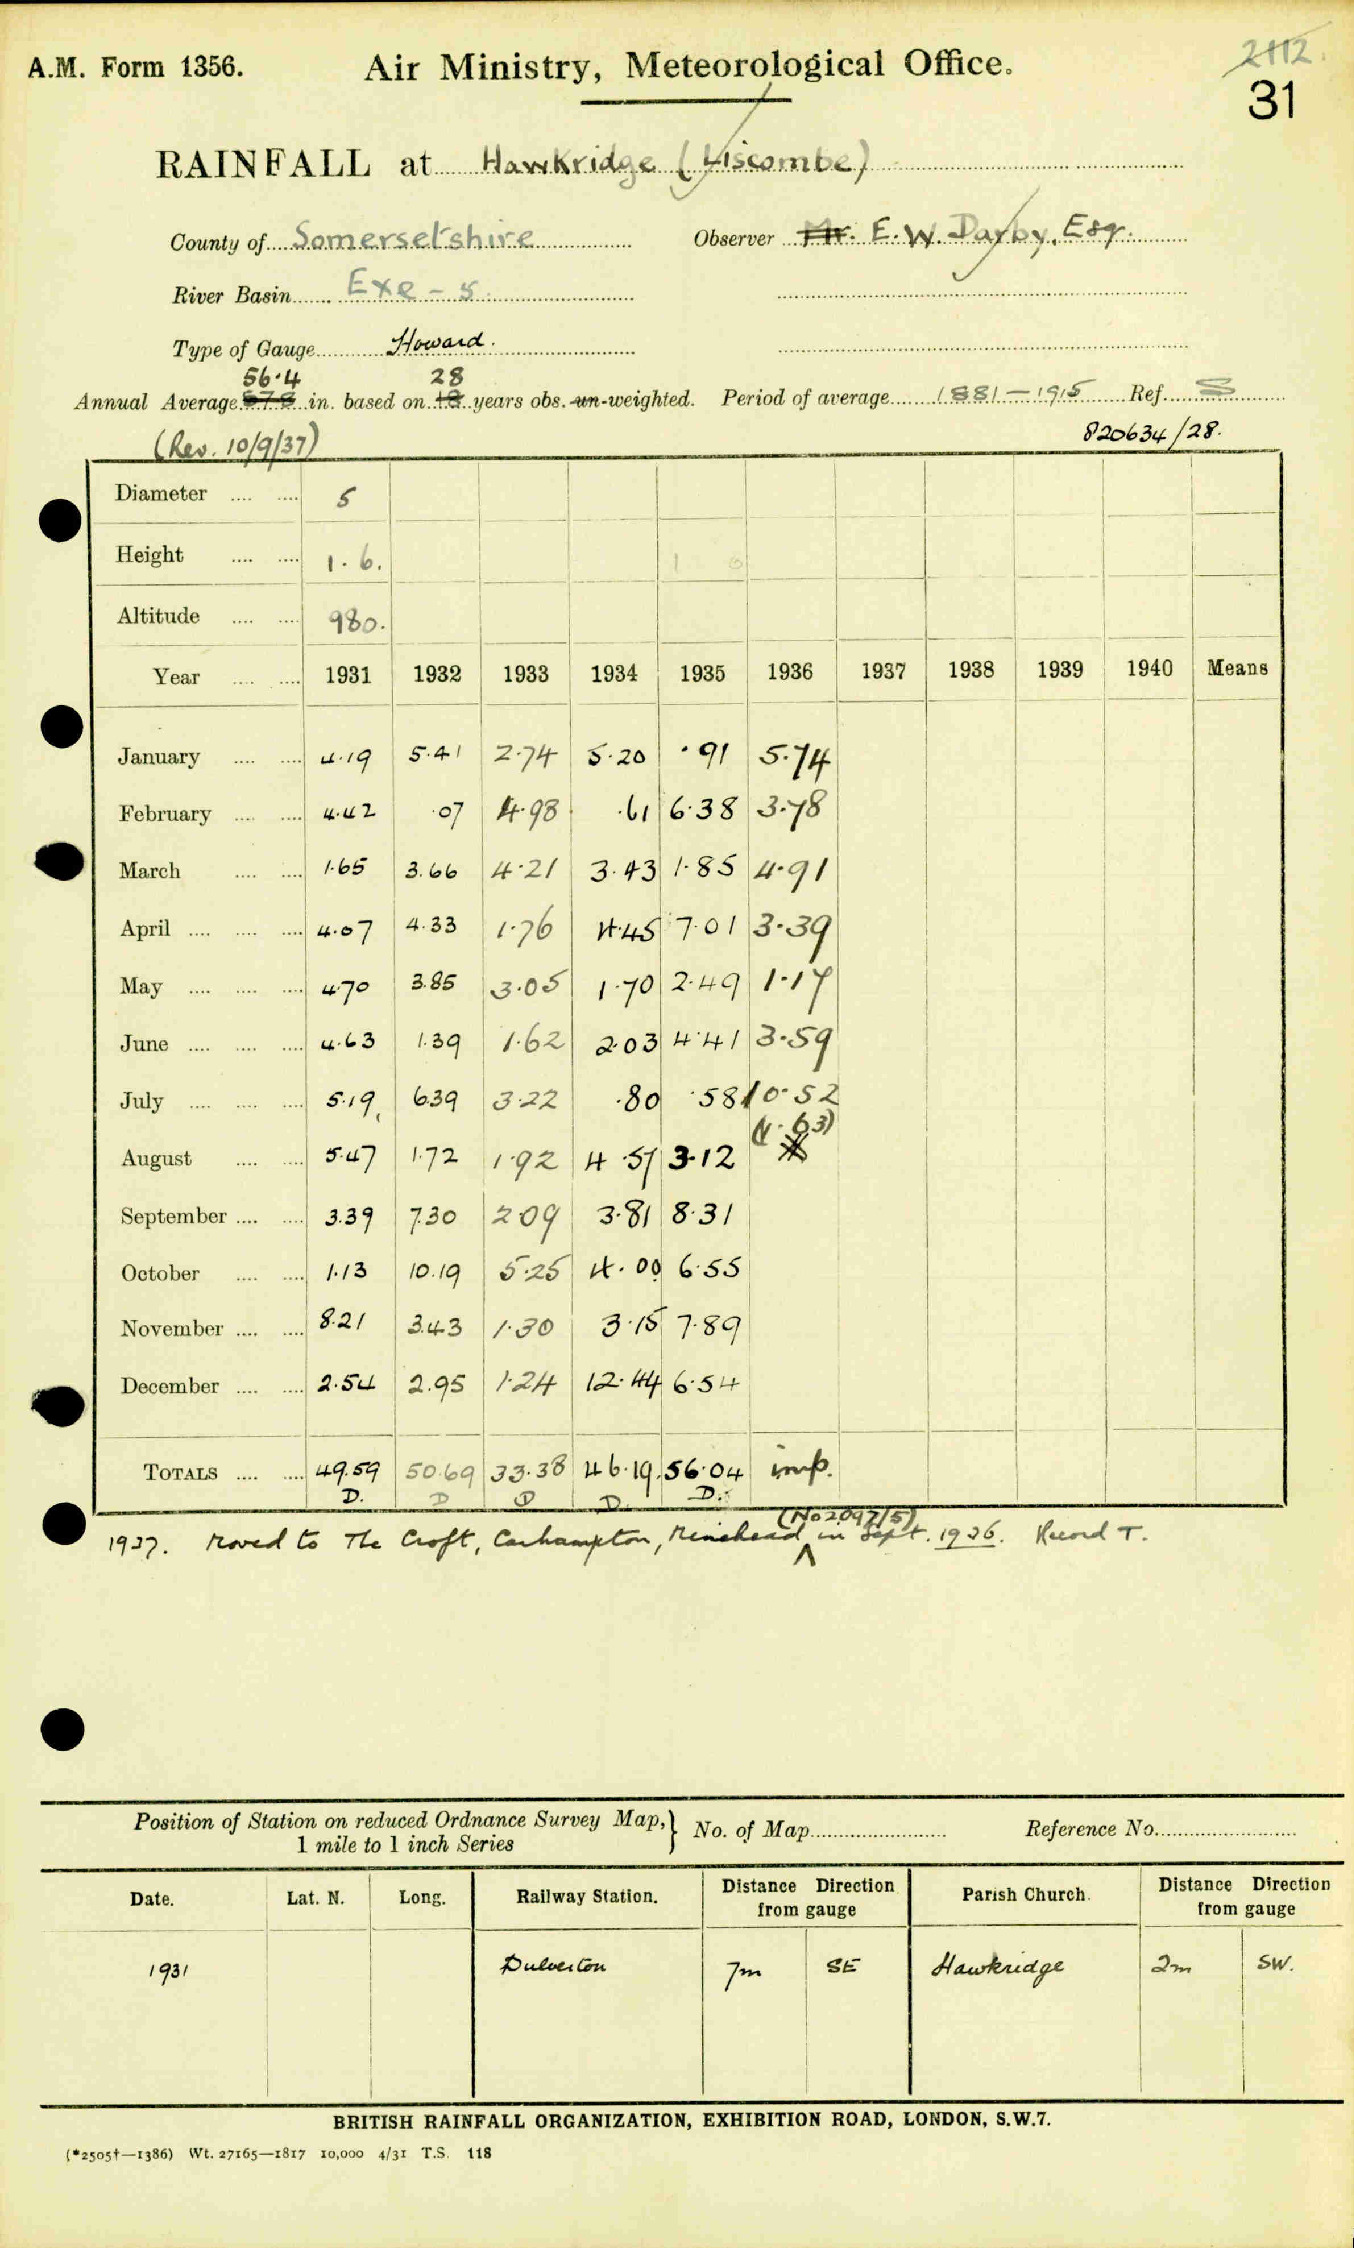 A.M. Form 1356. Air Ministry, Meteorological Office. 2112.
31
RAINFALL at Hawkridge (Liscombe)
County of Somersetshire Observer Mr. E. W. Darby, Esq.
River Basin Exe - 5
Type of Gauge Howard.
56.4 28
Annual Average 57.8 in. based on 18 years obs. un-weighted. Period of average 1881-1915 Ref. S
(Rev. 10/9/37) 820634/28.
Diameter .... .... 5
Height .... .... 1.6.
Altitude .... .... 980.
Year .... .... 1931 1932 1933 1934 1935 1936 1937 1938 1939 1940 Means
January .... .... 4.19 5.41 2.74 5.20 .91 5.74
February .... .... 4.42 .07 4.98 .61 6.38 3.78
March .... .... 1.65 3.66 4.21 3.43 1.85 4.91
April .... .... .... 4.07 4.33 1.76 4.45 7.01 3.39
May .... .... .... 4.70 3.85 3.05 1.70 2.49 1.17
June .... .... .... 4.63 1.39 1.62 2.03 4.41 3.59
July .... .... .... 5.19 6.39 3.22 .80 .58 10.52
August .... .... 5.47 1.72 1.92 4.57 3.12 (1.63)
September .... .... 3.39 7.30 2.09 3.81 8.31
October .... .... 1.13 10.19 5.25 4.00 6.55
November .... .... 8.21 3.43 1.30 3.15 7.89
December .... .... 2.54 2.95 1.24 12.44 6.54
TOTALS .... .... 49.59 50.69 33.38 46.19 56.04 imp.
D. D D D. D.
(No 2097/5)
1937. Moved to The Croft, Carhampton, Minehead in Sept. 1936. Record T.
Position of Station on reduced Ordnance Survey Map, } No. of Map Reference No.
1 mile to 1 inch Series
Date. Lat. N. Long. Railway Station. Distance Direction from gauge Parish Church. Distance Direction from gauge
1931 Dulverton 7m SE Hawkridge 2m SW.
BRITISH RAINFALL ORGANIZATION, EXHIBITION ROAD, LONDON, S.W.7.
(*2505†—1386) Wt. 27165—1817 10,000 4/31 T.S. 118